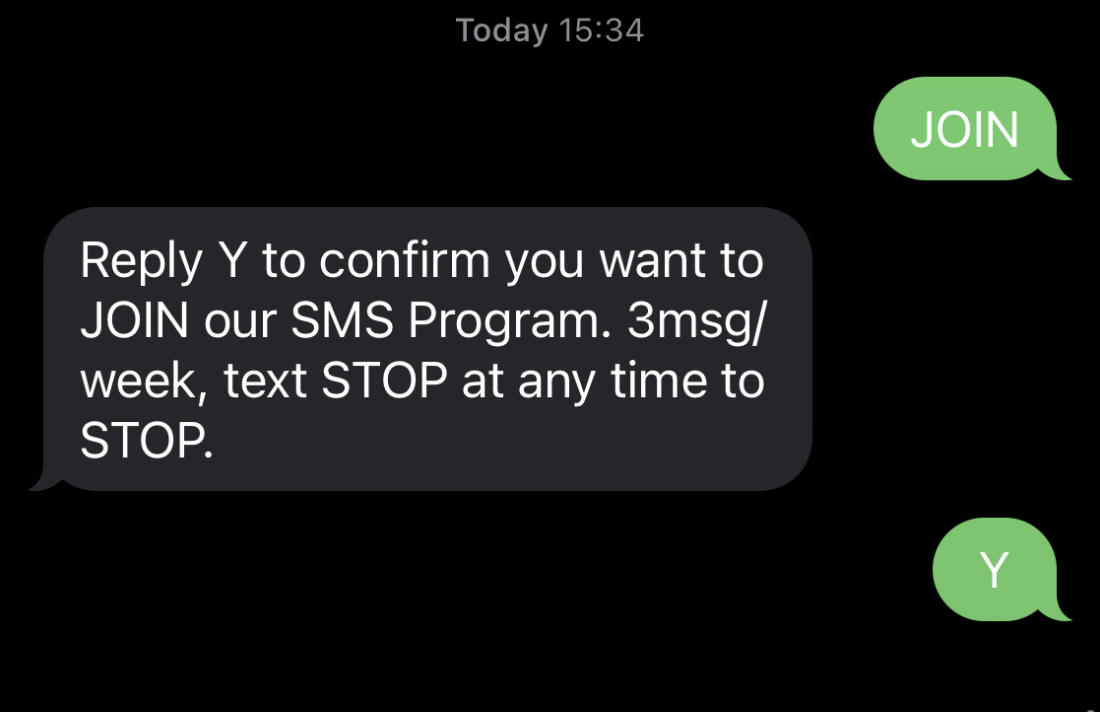 Today 15:34
JOIN
Reply Y to confirm you want to
JOIN our SMS Program. 3msg/
week, text STOP at any time to
STOP.
Y